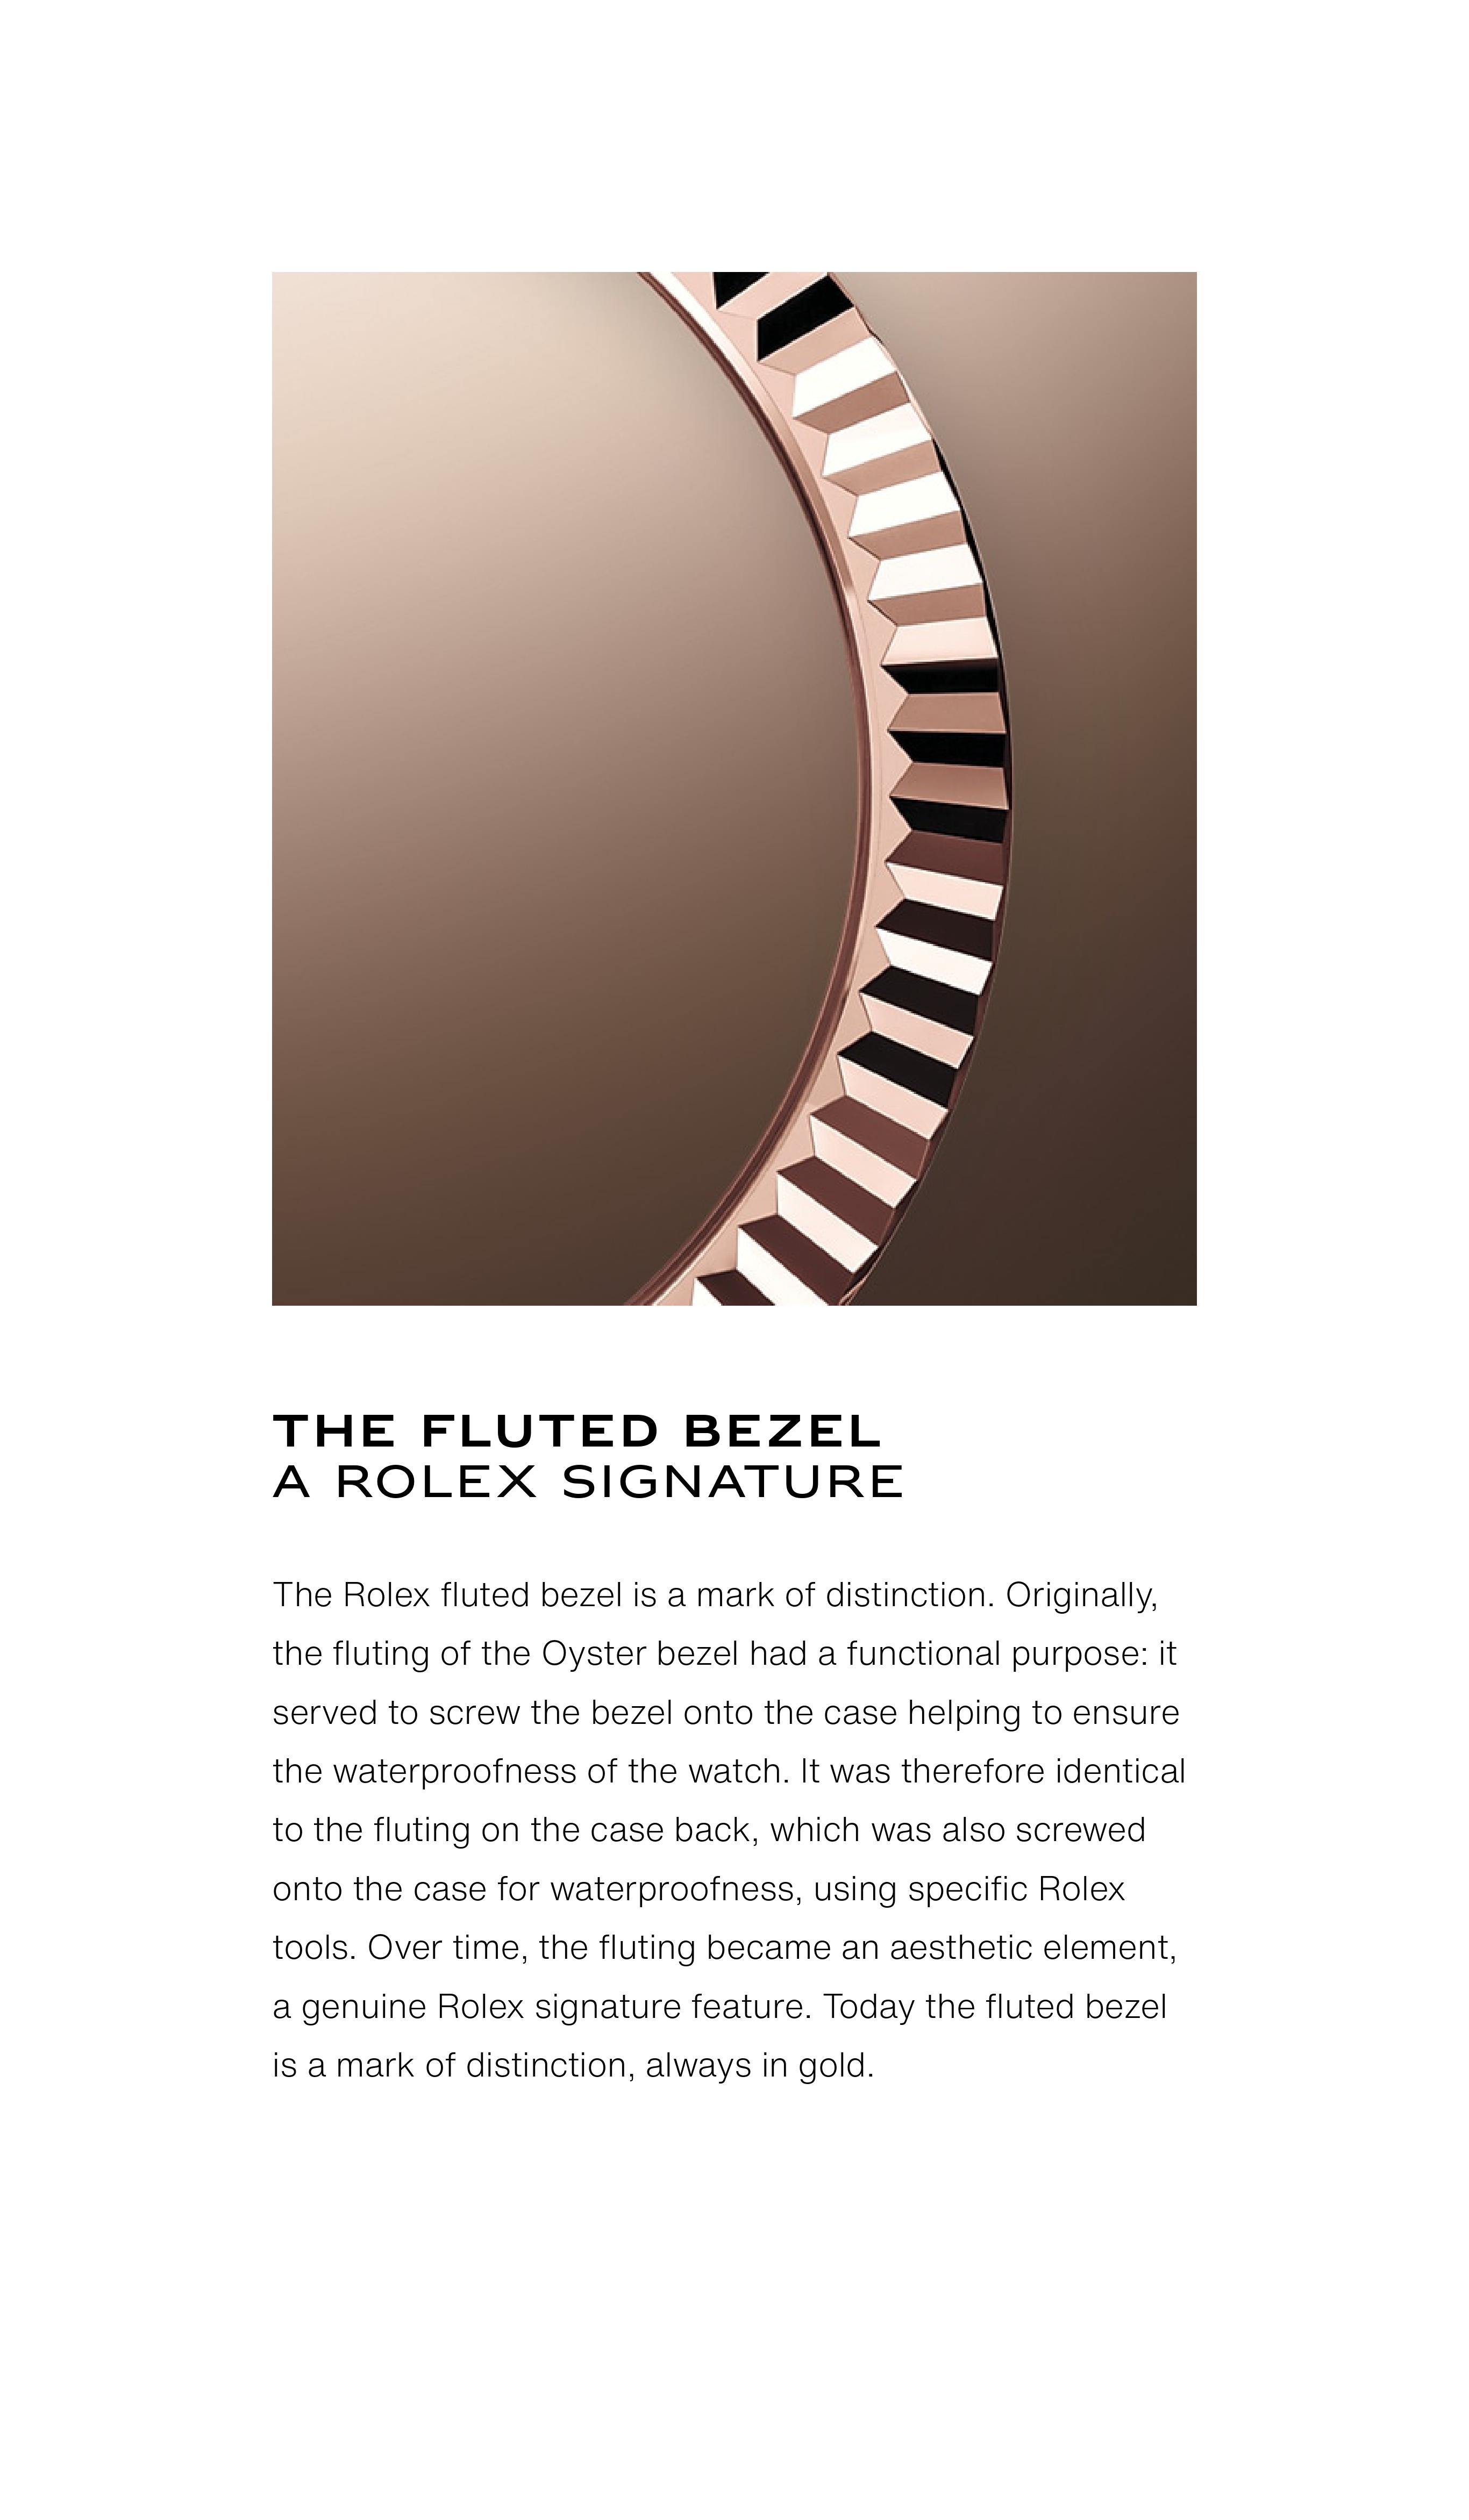 THE FLUTED BEZEL
A ROLEX SIGNATURE
The Rolex fluted bezel is a mark of distinction. Originally,
the fluting of the Oyster bezel had a functional purpose: it
served to screw the bezel onto the case helping to ensure
the waterproofness of the watch. It was therefore identical
to the fluting on the case back, which was also screwed
onto the case for waterproofness, using specific Rolex
tools. Over time, the fluting became an aesthetic element,
a genuine Rolex signature feature. Today the fluted bezel
is a mark of distinction, always in gold.